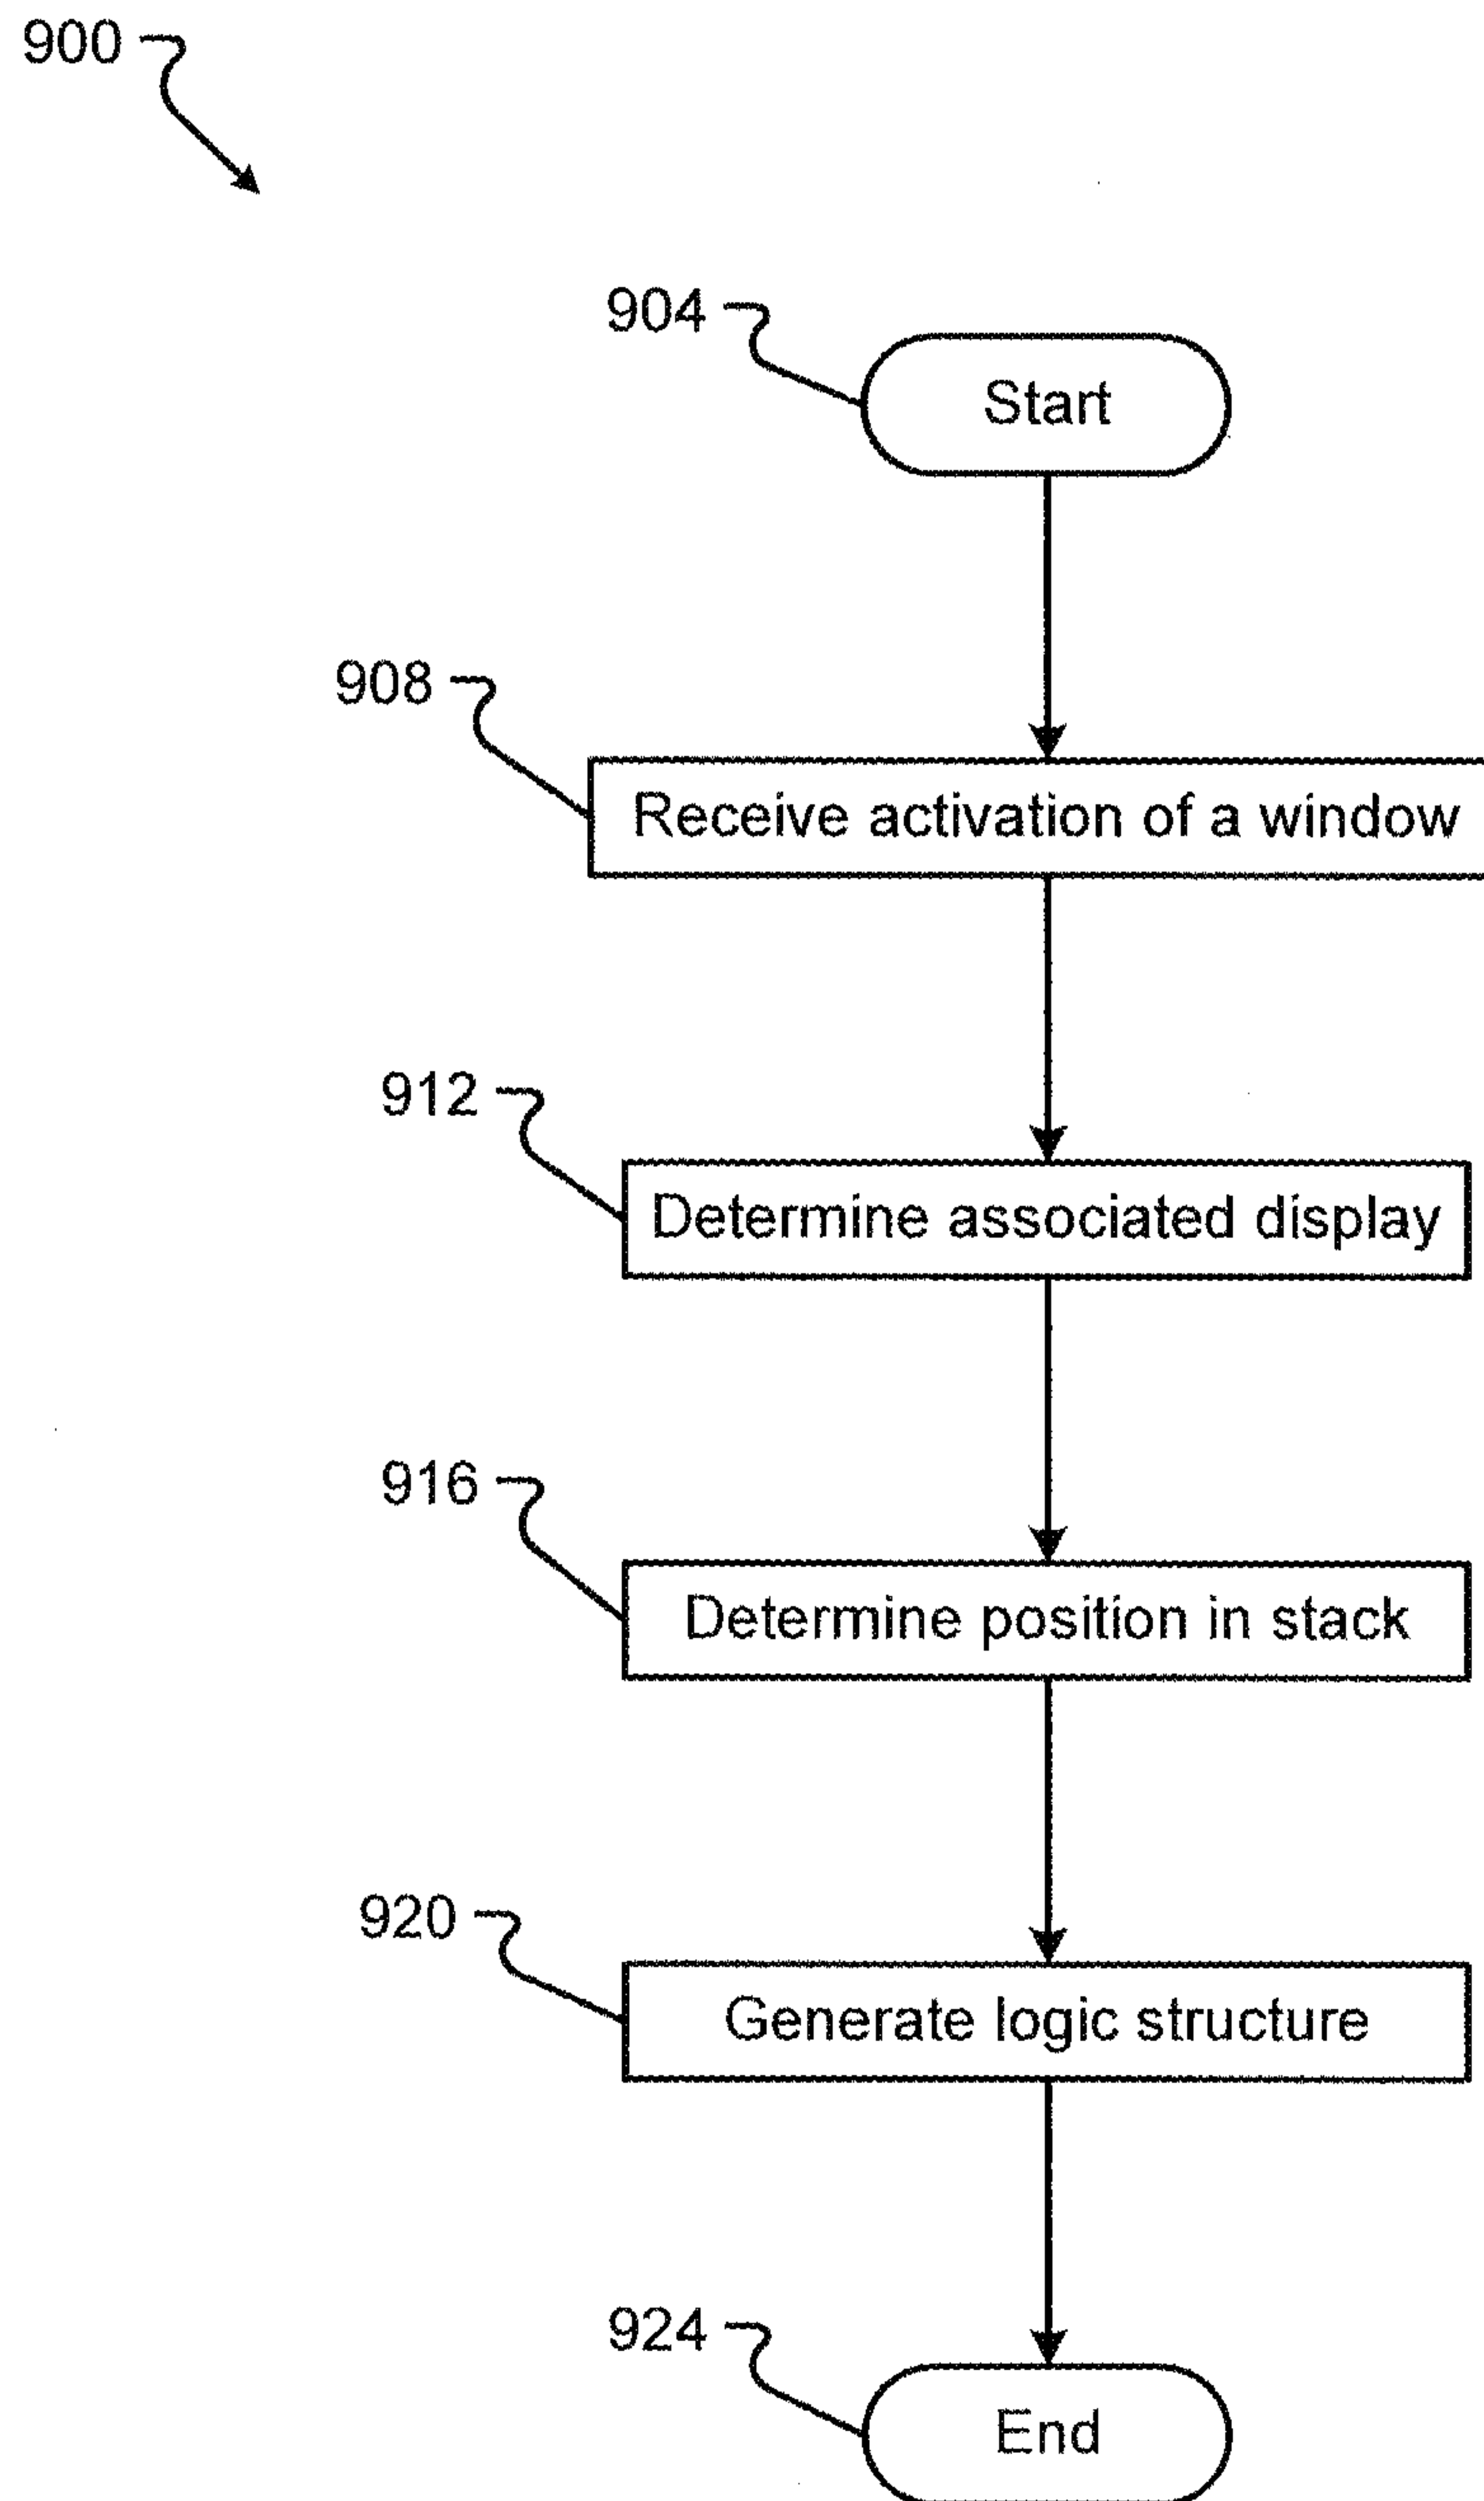 900
904
Start
908
Receive activation of a window
912
Determine associated display
916
Determine position in stack
920
Generate logic structure
924
End